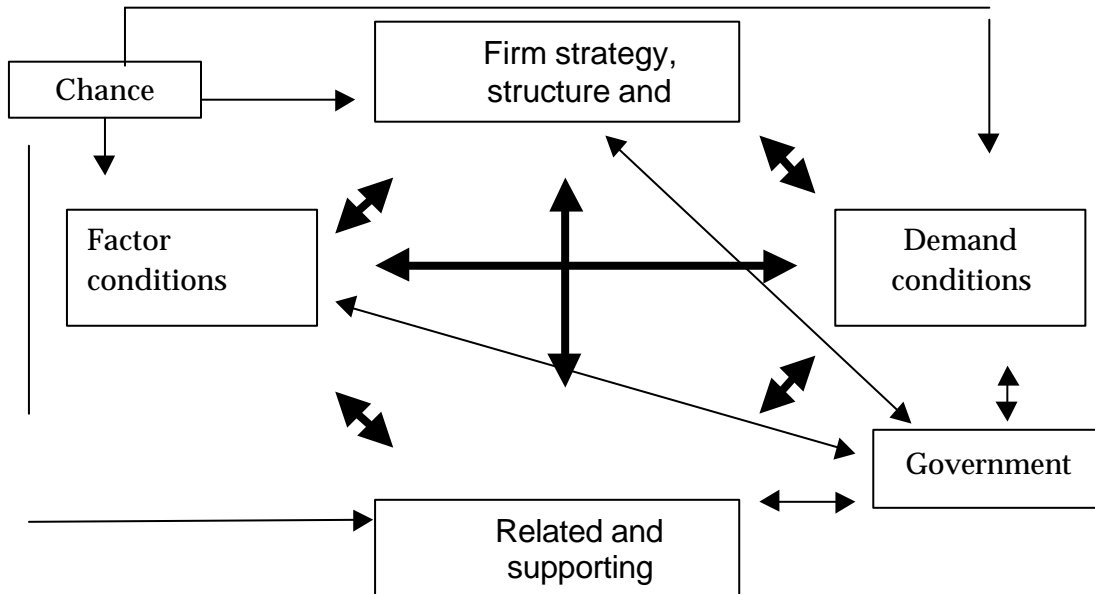 Firm strategy,
structure and
Chance
Factor
conditions
Demand
conditions
Government
Related and
supporting